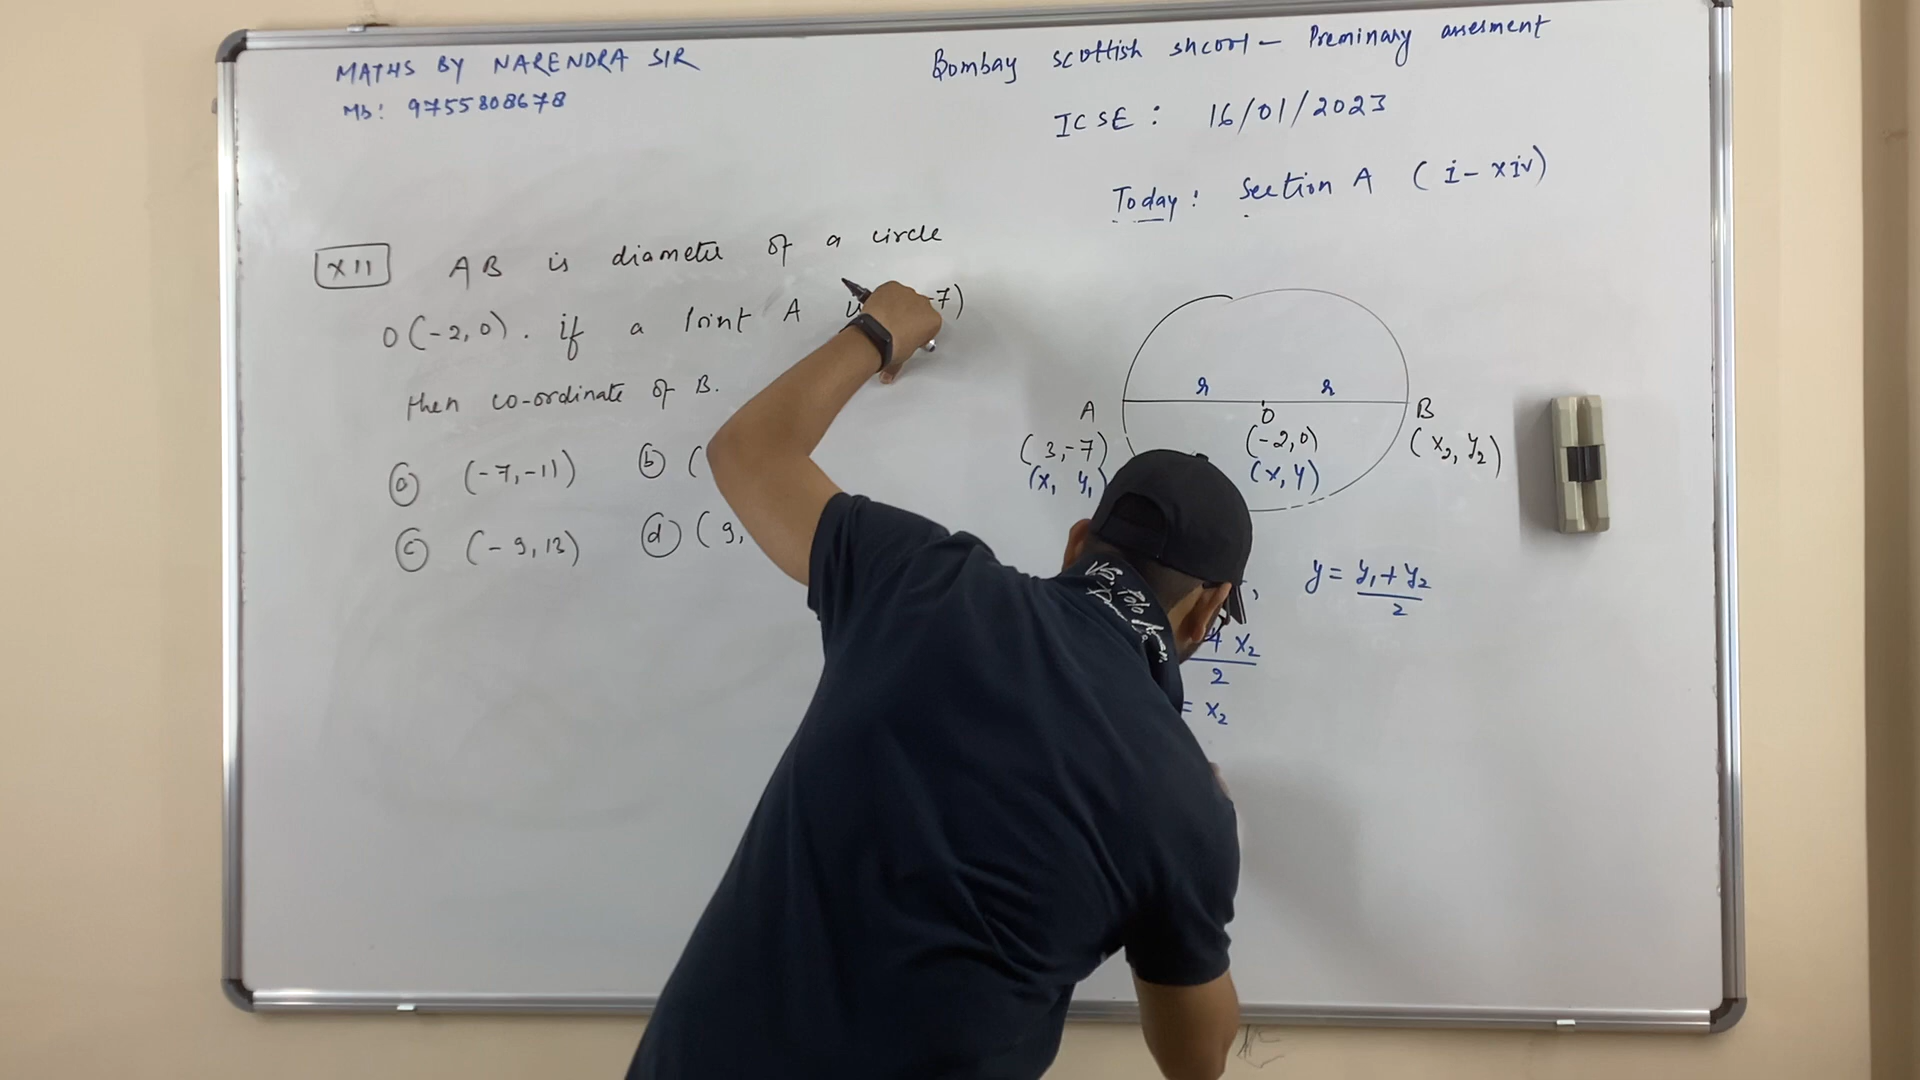 MATHS BY NARENDRA SIR
Mb: 9755808678
Bombay scottish shcool - Preminary assesment
ICSE : 16/01/2023
Today: Section A (i - xiv)
XII AB is diameter of a circle
O(-2,0). if a Point A -7)
then co-ordinate of B.
a (-7,-11) b (
c (-9,13) d (9,
r r
A O B
(3,-7) (-2,0) (x2, y2)
(x, y1) (x,y)
, y = y1+y2
2
x2
2
= x2